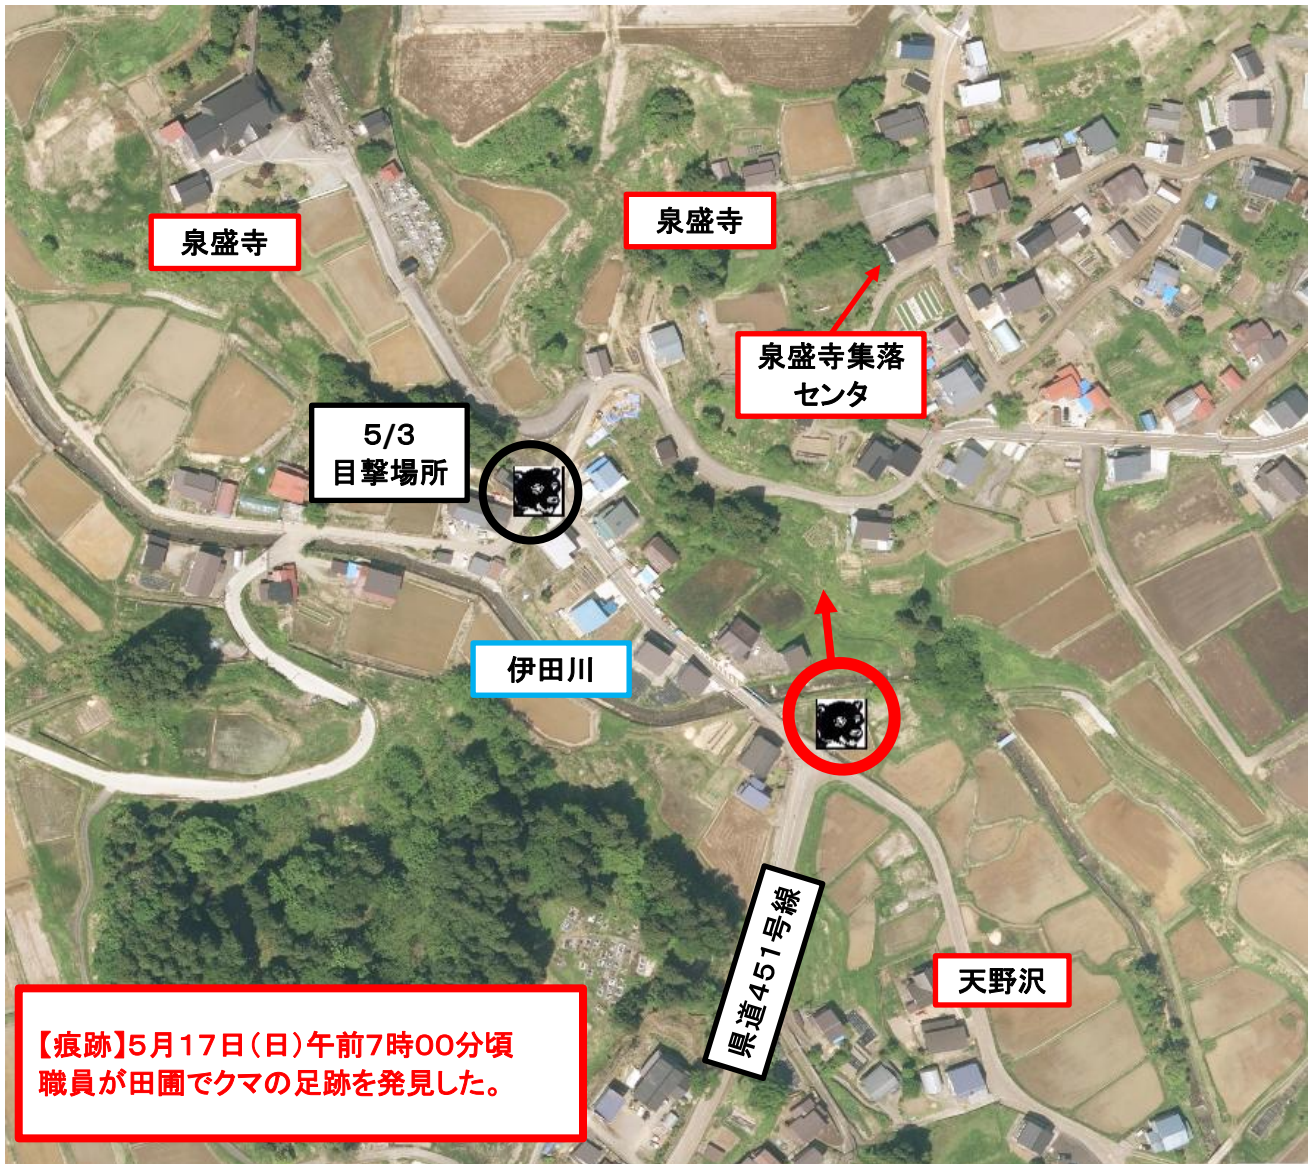 泉盛寺
泉盛寺
泉盛寺集落
センタ
5/3
目撃場所
伊田川
県道451号線
天野沢
【痕跡】5月17日(日)午前7時00分頃
職員が田圃でクマの足跡を発見した。